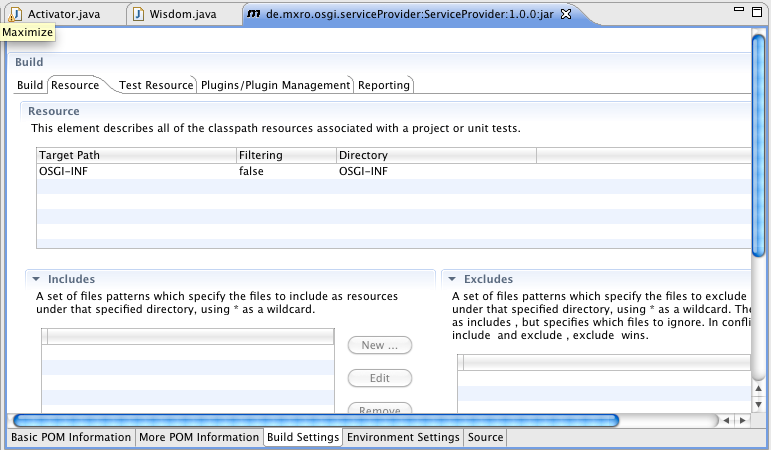 Activator.java
Wisdom.java
de.mxro.osgi.serviceProvider:ServiceProvider:1.0.0:jar
Maximize
Build
Build Resource Test Resource Plugins/Plugin Management Reporting
Resource
This element describes all of the classpath resources associated with a project or unit tests.
Target Path Filtering Directory
OSGI-INF false OSGI-INF
Includes
A set of files patterns which specify the files to include as resources
under that specified directory, using * as a wildcard.
New ...
Edit
Remove
Excludes
A set of files patterns which specify the files to exclude
under that specified directory, using * as a wildcard. The
as includes , but specifies which files to ignore. In confli
include and exclude , exclude wins.
Basic POM Information More POM Information Build Settings Environment Settings Source